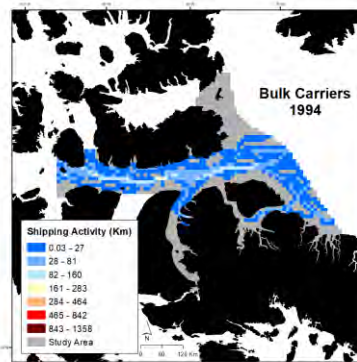 Bulk Carriers
1994
Shipping Activity (Km)
0.03 - 27
28 - 81
82 - 160
161 - 283
284 - 464
465 - 842
843 - 1358
Study Area
N